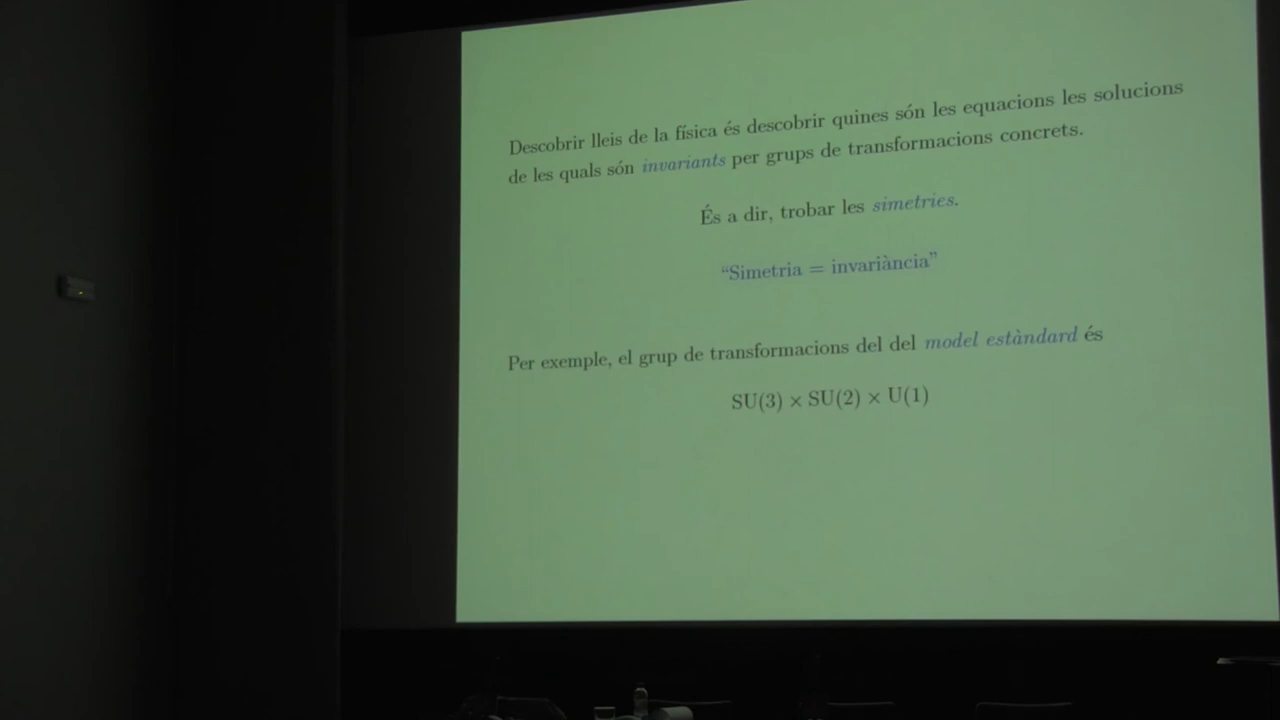 Descobrir lleis de la física és descobrir quines són les equacions les solucions
de les quals són invariants per grups de transformacions concrets.
És a dir, trobar les simetries.
“Simetria = invariància”
Per exemple, el grup de transformacions del del model estàndard és
SU(3) × SU(2) × U(1)